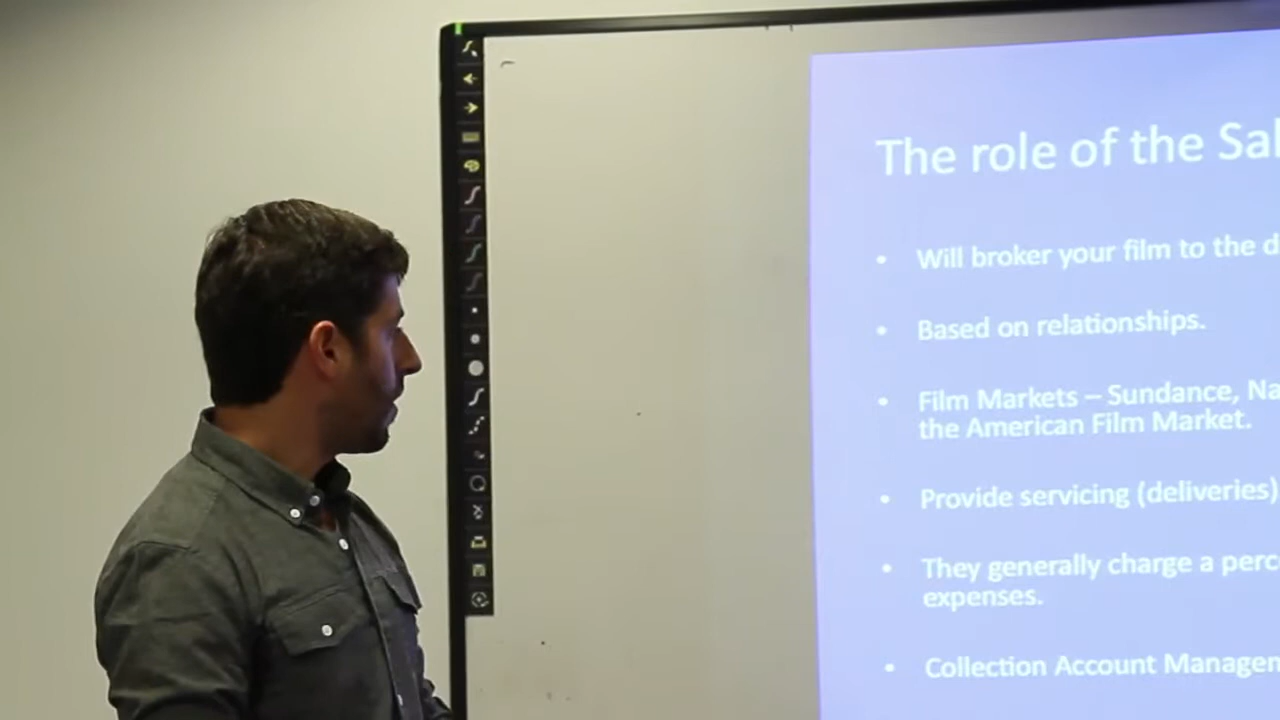 The role of the Sal
• Will broker your film to the d
• Based on relationships.
• Film Markets – Sundance, Na
the American Film Market.
• Provide servicing (deliveries)
• They generally charge a perc
expenses.
• Collection Account Managem